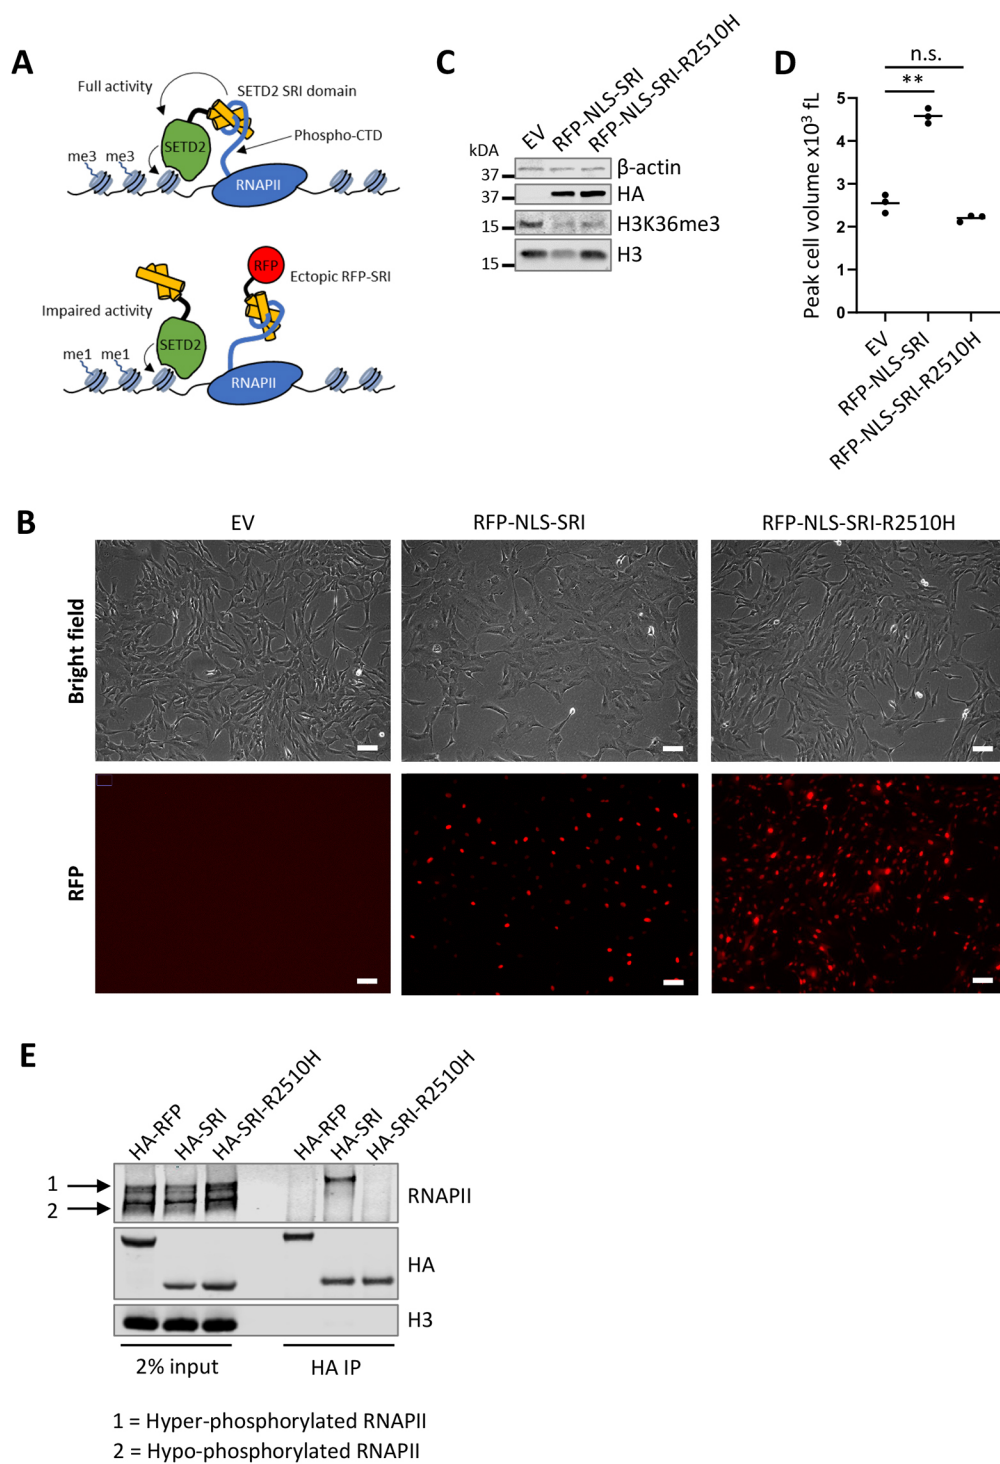 A
Full activity
SETD2 SRI domain
Phospho-CTD
SETD2
me3 me3
RNAPII
RFP
Ectopic RFP-SRI
Impaired activity
SETD2
me1 me1
RNAPII
C
EV
RFP-NLS-SRI
RFP-NLS-SRI-R2510H
kDA
37
β-actin
37
HA
15
H3K36me3
15
H3
D
n.s.
**
Peak cell volume x10³ fL
5
4
3
2
1
0
EV
RFP-NLS-SRI
RFP-NLS-SRI-R2510H
B
EV
RFP-NLS-SRI
RFP-NLS-SRI-R2510H
Bright field
RFP
E
HA-RFP
HA-SRI
HA-SRI-R2510H
HA-RFP
HA-SRI
HA-SRI-R2510H
1
2
RNAPII
HA
H3
2% input
HA IP
1 = Hyper-phosphorylated RNAPII
2 = Hypo-phosphorylated RNAPII